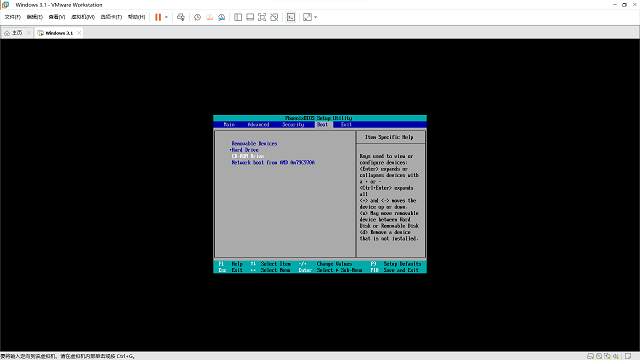 Windows 3.1 - VMware Workstation
文件(F) 编辑(E) 查看(V) 虚拟机(M) 选项卡(T) 帮助(H)
主页 Windows 3.1
PhoenixBIOS Setup Utility
Main Advanced Security Boot Exit
Item Specific Help
Removable Devices
+Hard Drive
CD-ROM Drive
Network boot from AMD Am79C970A
Keys used to view or
configure devices:
<Enter> expands or
collapses devices with
a + or -
<Ctrl+Enter> expands
all
<+> and <-> moves the
device up or down.
<n> May move removable
device between Hard
Disk or Removable Disk
<d> Remove a device
that is not installed.
F1 Help ↑↓ Select Item -/+ Change Values F9 Setup Defaults
Esc Exit ↔ Select Menu Enter Select ▶ Sub-Menu F10 Save and Exit
要将输入定向到该虚拟机，请在虚拟机内部单击或按 Ctrl+G。